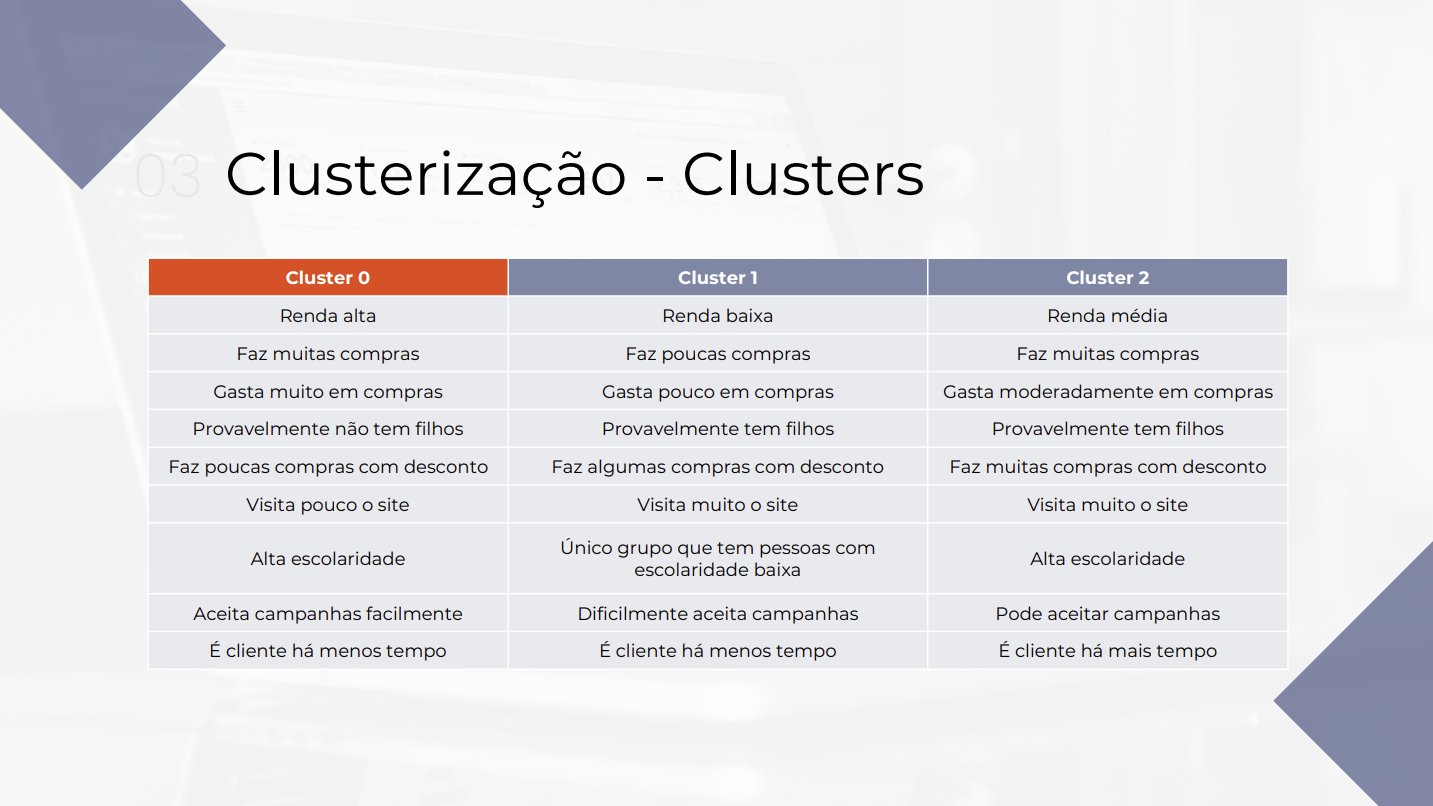 03 Clusterização - Clusters
Cluster 0 Cluster 1 Cluster 2
Renda alta Renda baixa Renda média
Faz muitas compras Faz poucas compras Faz muitas compras
Gasta muito em compras Gasta pouco em compras Gasta moderadamente em compras
Provavelmente não tem filhos Provavelmente tem filhos Provavelmente tem filhos
Faz poucas compras com desconto Faz algumas compras com desconto Faz muitas compras com desconto
Visita pouco o site Visita muito o site Visita muito o site
Alta escolaridade Único grupo que tem pessoas com Alta escolaridade
escolaridade baixa
Aceita campanhas facilmente Dificilmente aceita campanhas Pode aceitar campanhas
É cliente há menos tempo É cliente há menos tempo É cliente há mais tempo